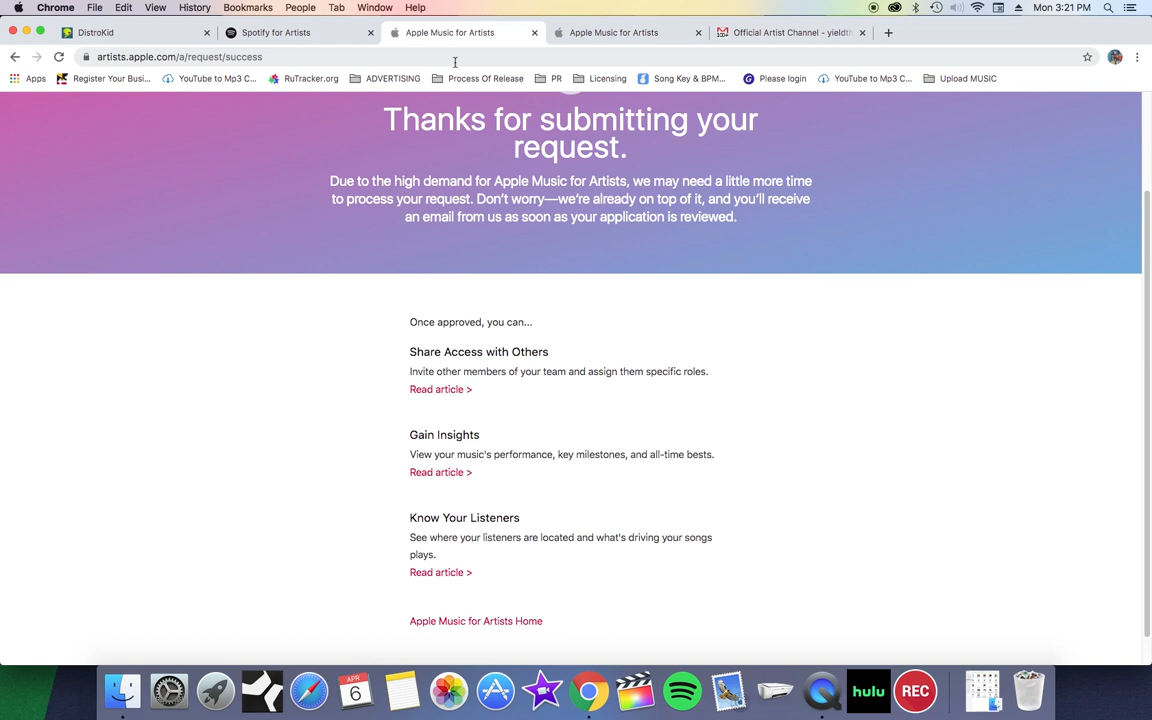 Chrome File Edit View History Bookmarks People Tab Window Help Mon 3:21 PM
DistroKid Spotify for Artists Apple Music for Artists Apple Music for Artists Official Artist Channel - yieldth
artists.apple.com/a/request/success
Apps Register Your Busi... YouTube to Mp3 C... RuTracker.org ADVERTISING Process Of Release PR Licensing Song Key & BPM... Please login YouTube to Mp3 C... Upload MUSIC
Thanks for submitting your
request.
Due to the high demand for Apple Music for Artists, we may need a little more time
to process your request. Don't worry—we're already on top of it, and you'll receive
an email from us as soon as your application is reviewed.
Once approved, you can...
Share Access with Others
Invite other members of your team and assign them specific roles.
Read article >
Gain Insights
View your music's performance, key milestones, and all-time bests.
Read article >
Know Your Listeners
See where your listeners are located and what's driving your songs
plays.
Read article >
Apple Music for Artists Home
APR
6
hulu
REC